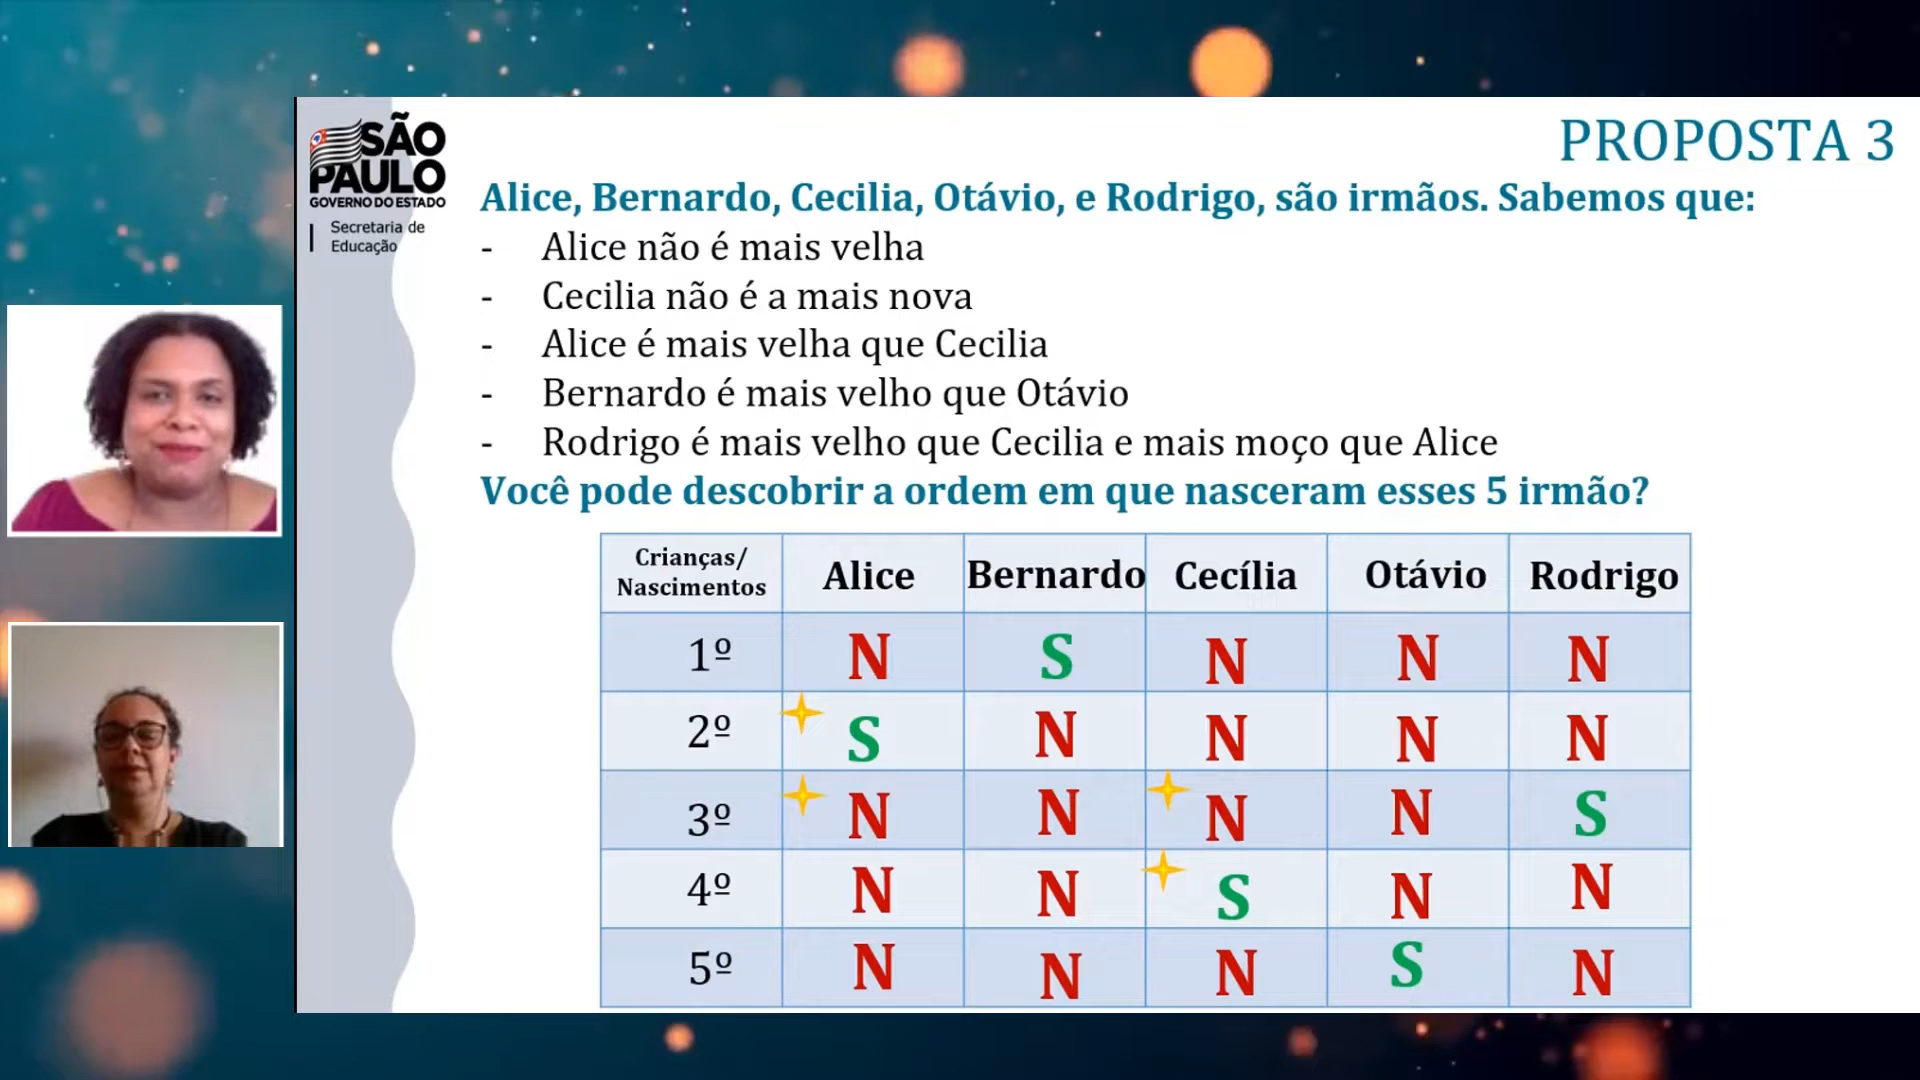 SÃO
PAULO
GOVERNO DO ESTADO
Secretaria de
Educação
PROPOSTA 3
Alice, Bernardo, Cecilia, Otávio, e Rodrigo, são irmãos. Sabemos que:
- Alice não é mais velha
- Cecilia não é a mais nova
- Alice é mais velha que Cecilia
- Bernardo é mais velho que Otávio
- Rodrigo é mais velho que Cecilia e mais moço que Alice
Você pode descobrir a ordem em que nasceram esses 5 irmão?
Crianças/
Nascimentos
Alice Bernardo Cecília Otávio Rodrigo
1º N S N N N
2º S N N N N
3º N N N N S
4º N N S N N
5º N N N S N